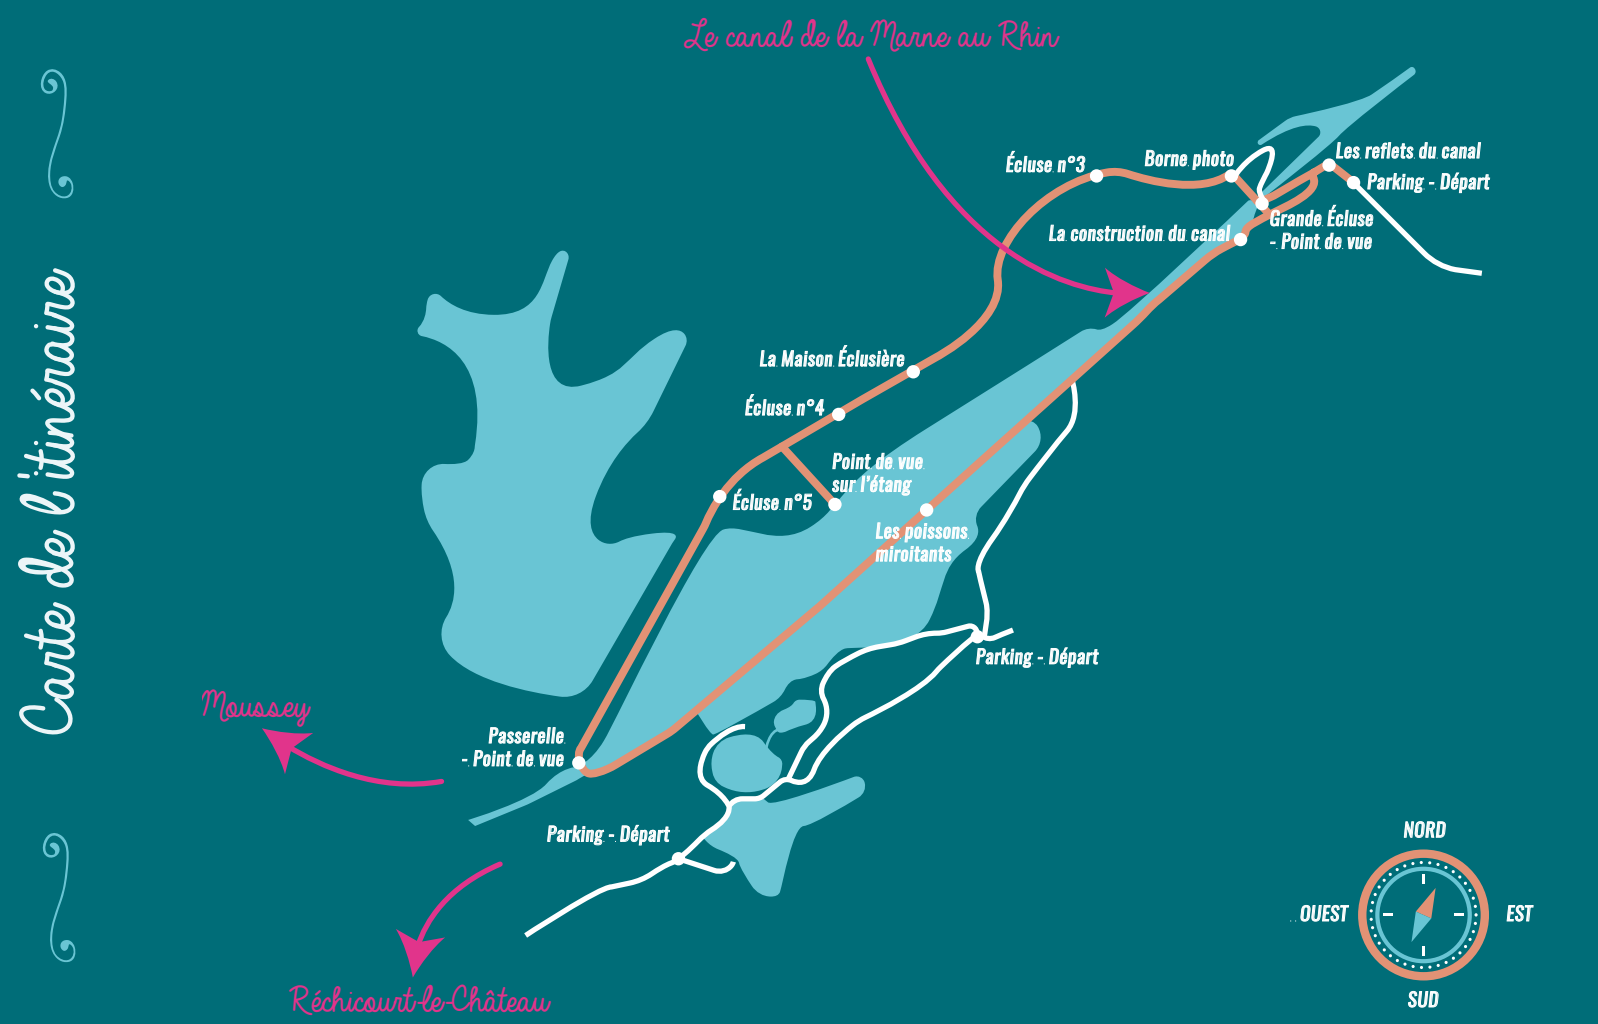 Le canal de la Marne au Rhin
Carte de l'itinéraire
Écluse n°3
Borne photo
Les reflets du canal
Parking - Départ
Grande Écluse
- Point de vue
La construction du canal
La Maison Éclusière
Écluse n°4
Point de vue
sur l'étang
Écluse n°5
Les poissons
miroitants
Parking - Départ
Moussey
Passerelle
- Point de vue
Parking - Départ
Réchicourt-le-Château
NORD
OUEST
EST
SUD